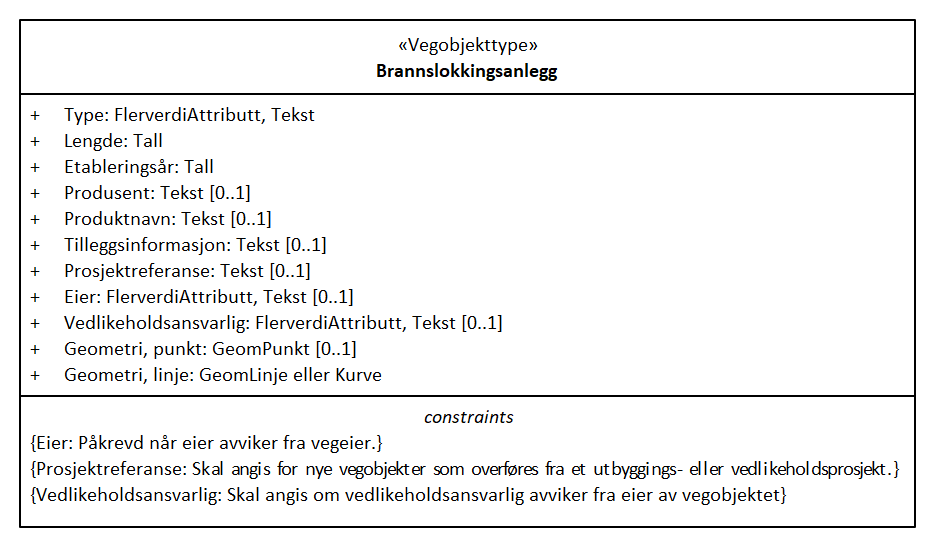 «Vegobjekttype»
Brannslokkingsanlegg
+ Type: FlerverdiAttributt, Tekst
+ Lengde: Tall
+ Etableringsår: Tall
+ Produsent: Tekst [0..1]
+ Produktnavn: Tekst [0..1]
+ Tilleggsinformasjon: Tekst [0..1]
+ Prosjektreferanse: Tekst [0..1]
+ Eier: FlerverdiAttributt, Tekst [0..1]
+ Vedlikeholdsansvarlig: FlerverdiAttributt, Tekst [0..1]
+ Geometri, punkt: GeomPunkt [0..1]
+ Geometri, linje: GeomLinje eller Kurve
constraints
{Eier: Påkrevd når eier avviker fra vegeier.}
{Prosjektreferanse: Skal angis for nye vegobjekter som overføres fra et utbyggings- eller vedlikeholdsprosjekt.}
{Vedlikeholdsansvarlig: Skal angis om vedlikeholdsansvarlig avviker fra eier av vegobjektet}